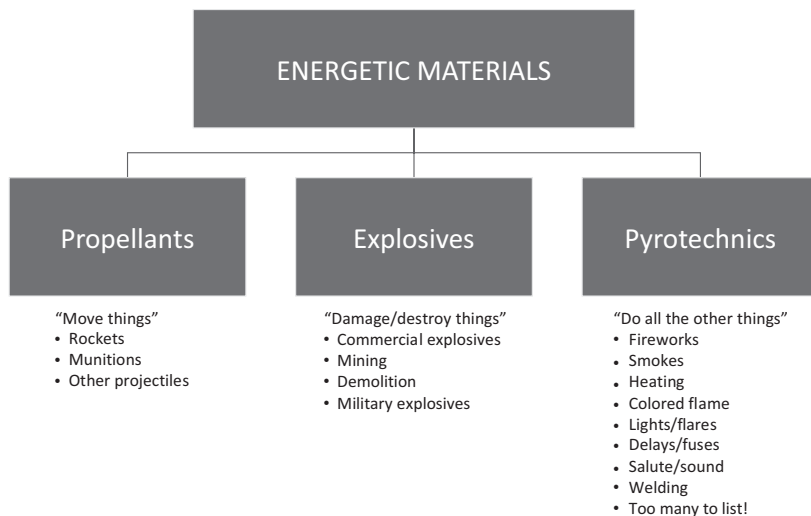 ENERGETIC MATERIALS
Propellants
Explosives
Pyrotechnics
“Move things”
• Rockets
• Munitions
• Other projectiles
“Damage/destroy things”
• Commercial explosives
• Mining
• Demolition
• Military explosives
“Do all the other things”
• Fireworks
• Smokes
• Heating
• Colored flame
• Lights/flares
• Delays/fuses
• Salute/sound
• Welding
• Too many to list!